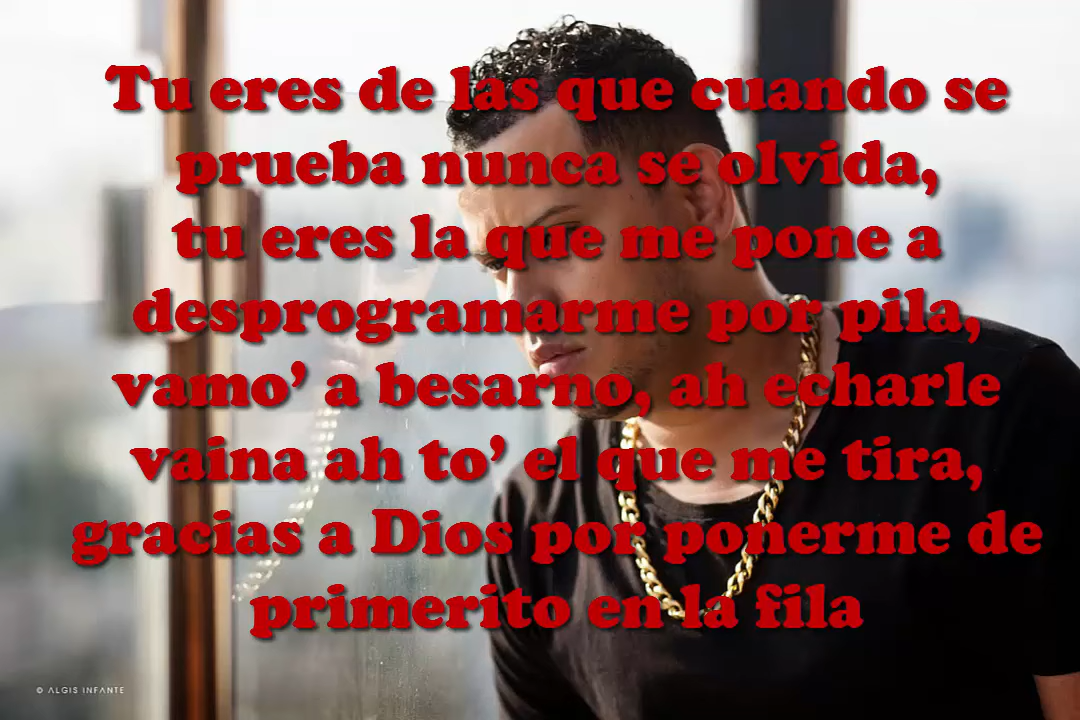 Tu eres de las que cuando se
prueba nunca se olvida,
tu eres la que me pone a
desprogramarme por pila,
vamo’ a besarno, ah echarle
vaina ah to’ el que me tira,
gracias a Dios por ponerme de
primerito en la fila
© ALGIS INFANTE